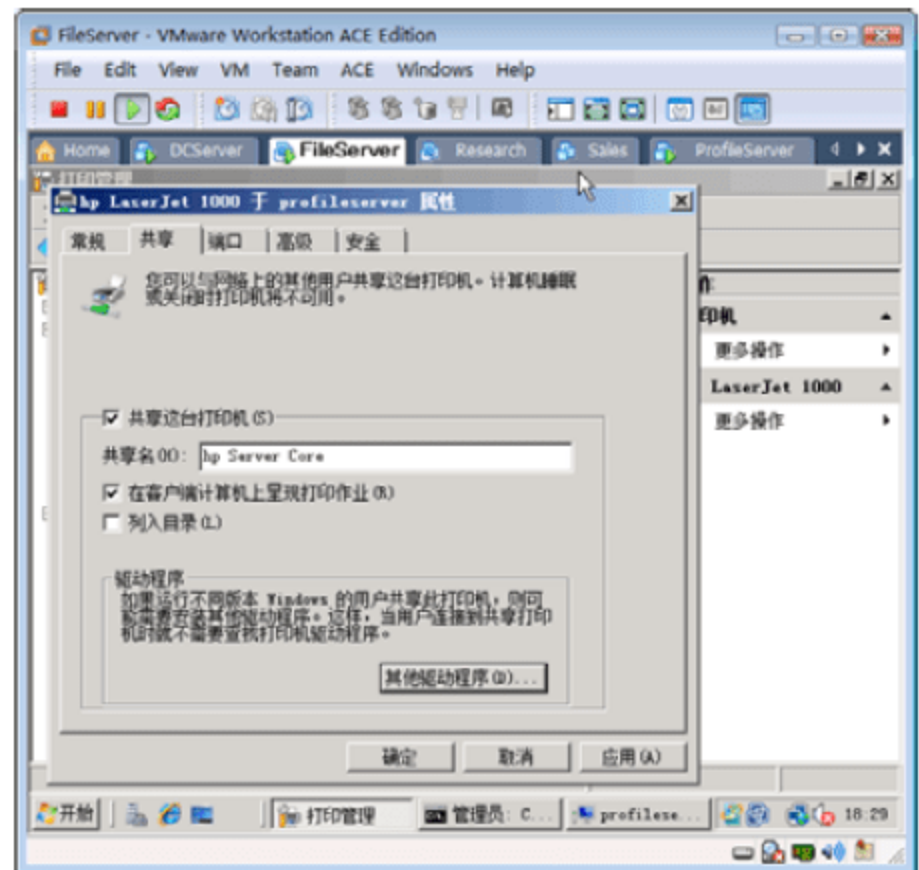 FileServer - VMware Workstation ACE Edition
File Edit View VM Team ACE Windows Help
Home DCServer FileServer Research Sales ProfileServer
打印管理
hp LaserJet 1000 于 profileserver 属性
常规 共享 端口 高级 安全
您可以与网络上的其他用户共享这台打印机。计算机睡眠
或关闭时打印机将不可用。
印机
更多操作
LaserJet 1000
更多操作
共享这台打印机(S)
共享名(H): hp Server Core
在客户端计算机上呈现打印作业(R)
列入目录(L)
驱动程序
如果运行不同版本 Windows 的用户共享此打印机，则可
能需要安装其他驱动程序。这样，当用户连接到共享打印
机时就不需要查找打印机驱动程序。
其他驱动程序(D)...
确定 取消 应用(A)
开始 打印管理 管理员: C... profilese... 18:29